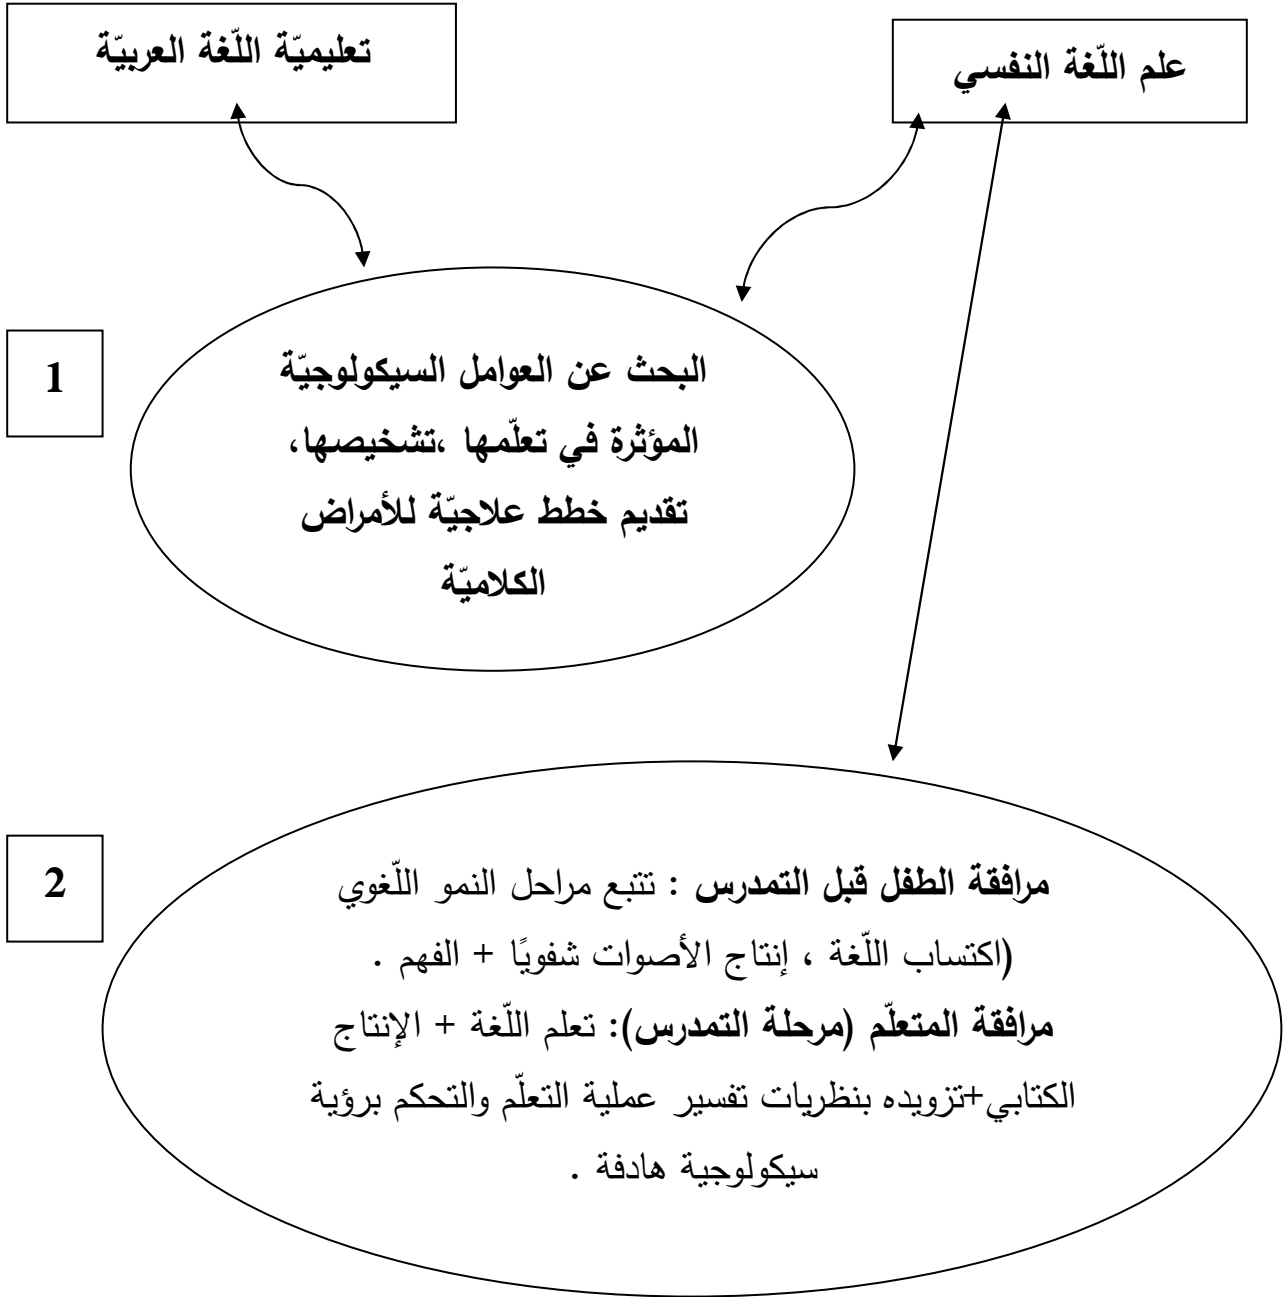 علم اللّغة النفسي
تعليميّة اللّغة العربيّة
1
البحث عن العوامل السيكولوجيّة
المؤثرة في تعلّمها ،تشخيصها،
تقديم خطط علاجيّة للأمراض
الكلاميّة
2
مرافقة الطفل قبل التمدرس : تتبع مراحل النمو اللّغوي
(اكتساب اللّغة ، إنتاج الأصوات شفويًا + الفهم .
مرافقة المتعلّم (مرحلة التمدرس): تعلم اللّغة + الإنتاج
الكتابي+تزويده بنظريات تفسير عملية التعلّم والتحكم برؤية
سيكولوجية هادفة .